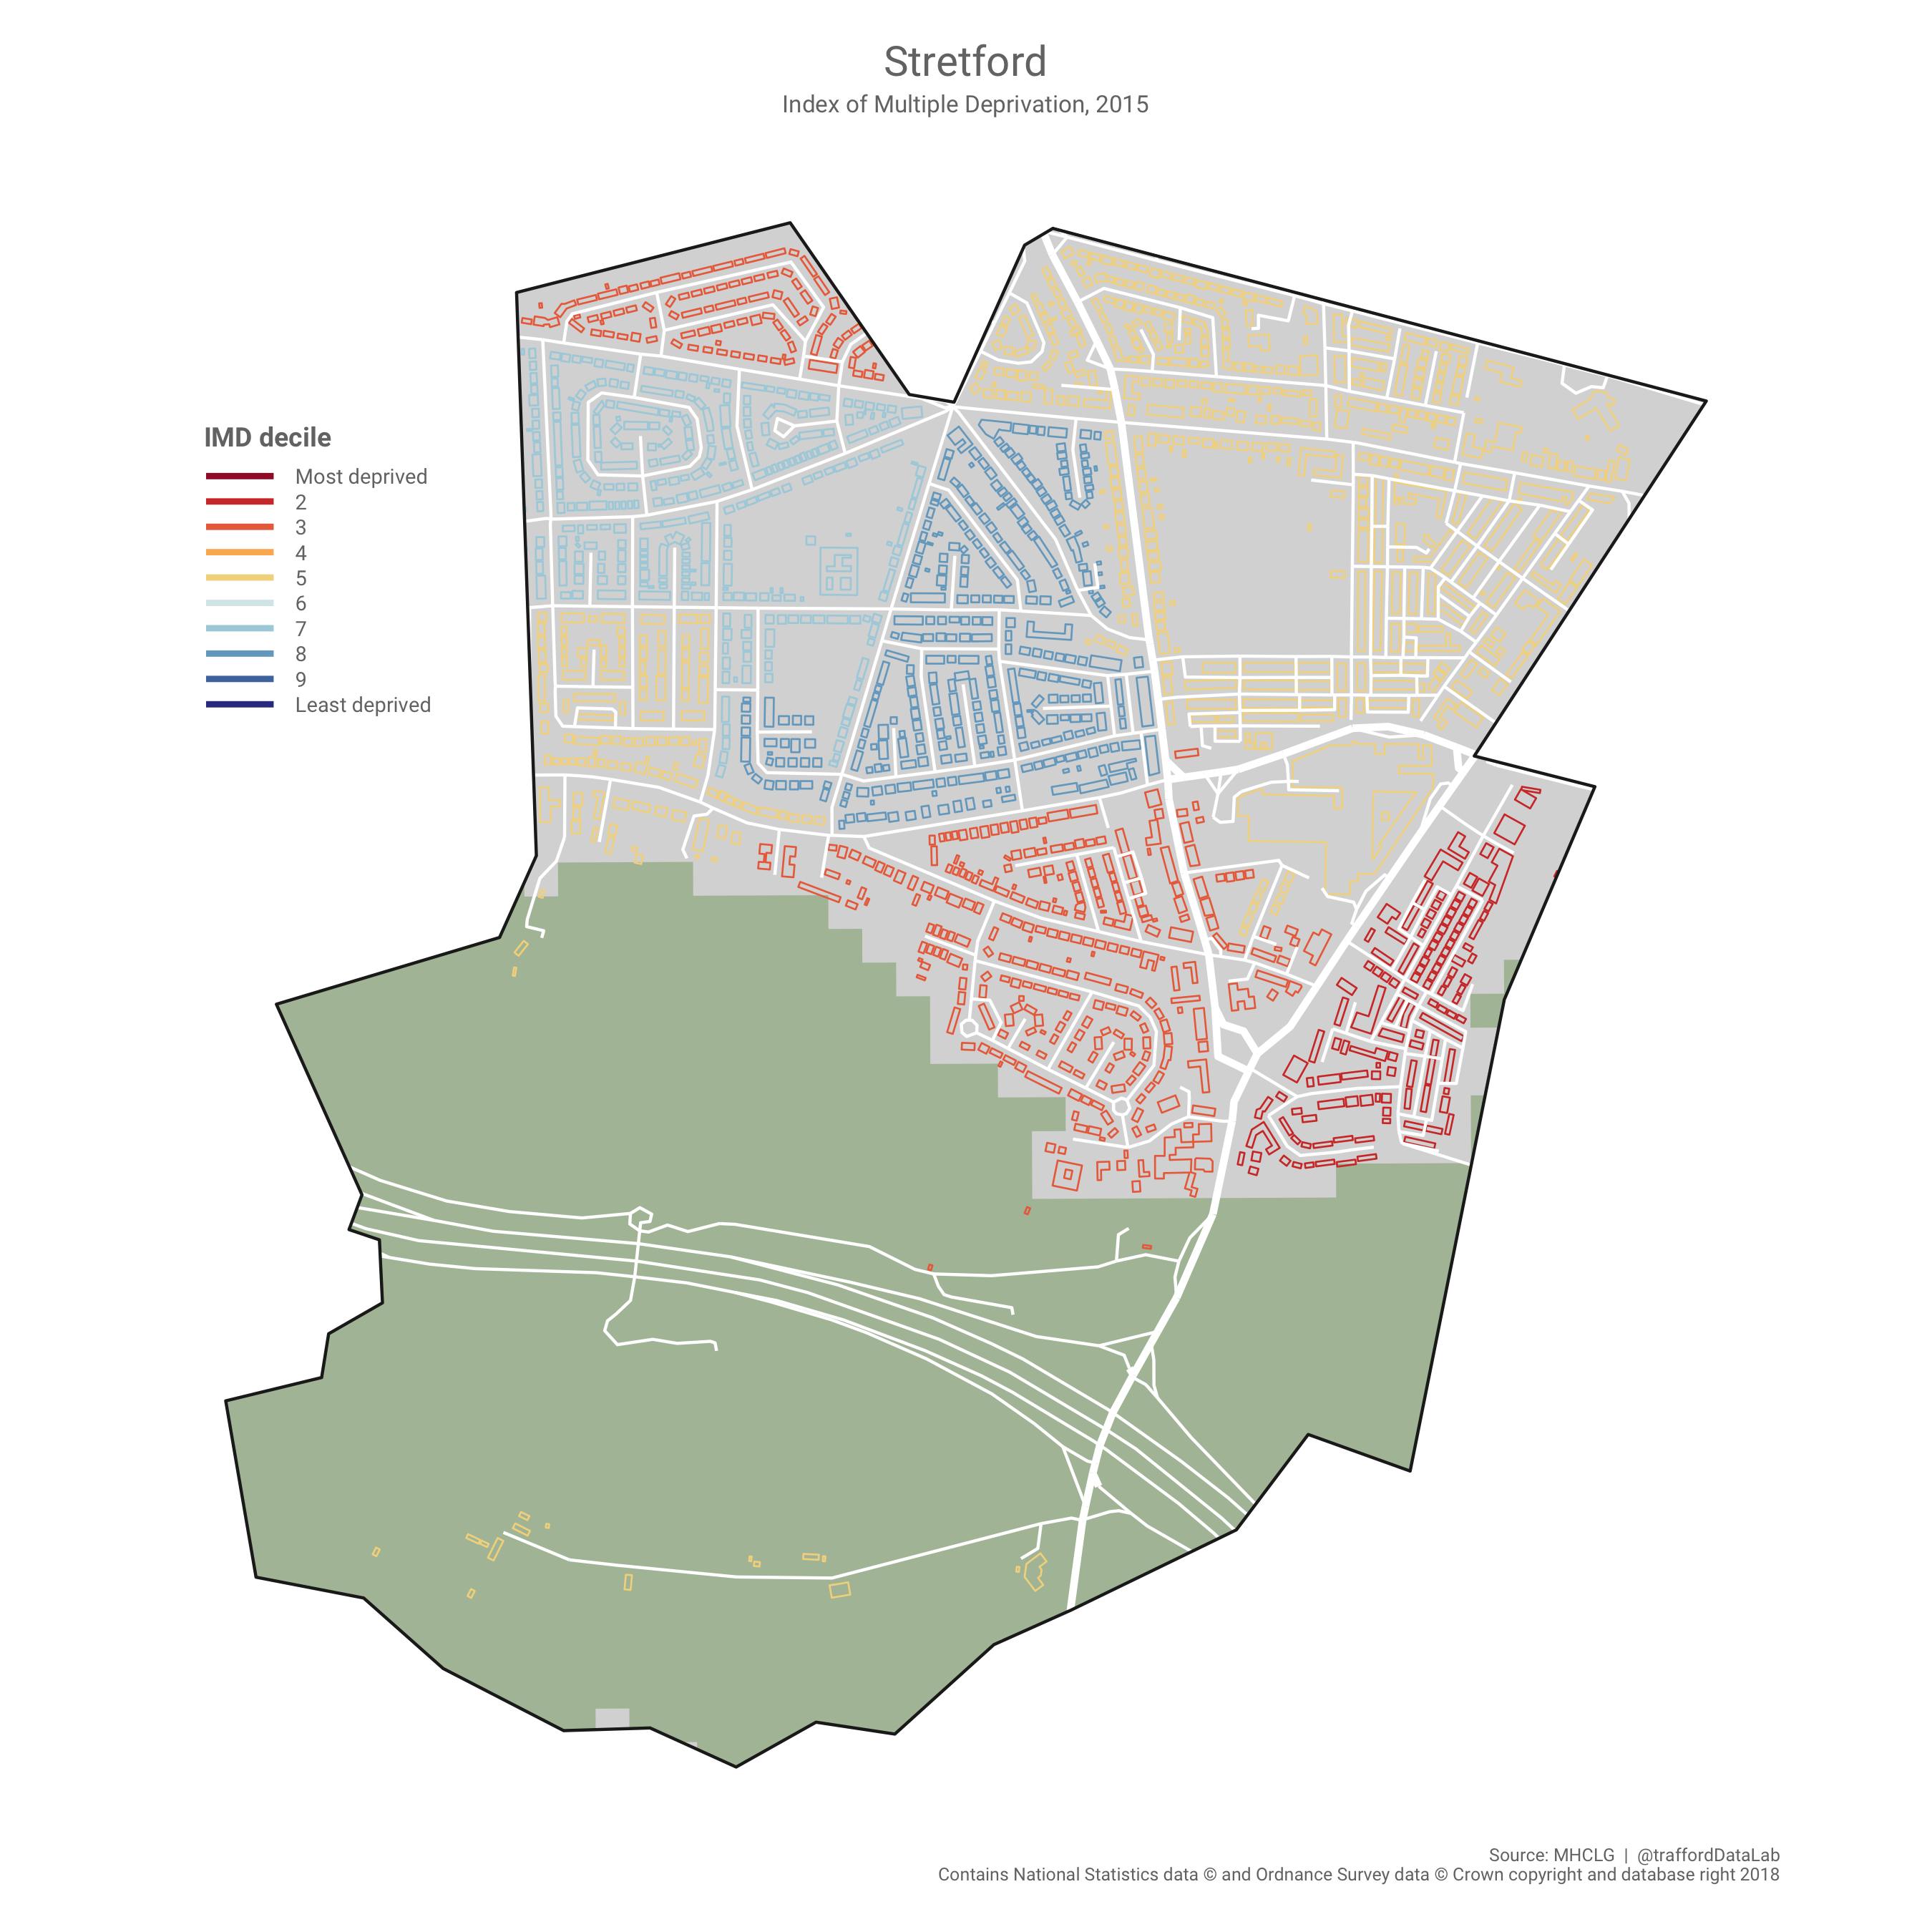 Stretford
Index of Multiple Deprivation, 2015
IMD decile
Most deprived
2
3
4
5
6
7
8
9
Least deprived
Source: MHCLG | @traffordDataLab
Contains National Statistics data © and Ordnance Survey data © Crown copyright and database right 2018